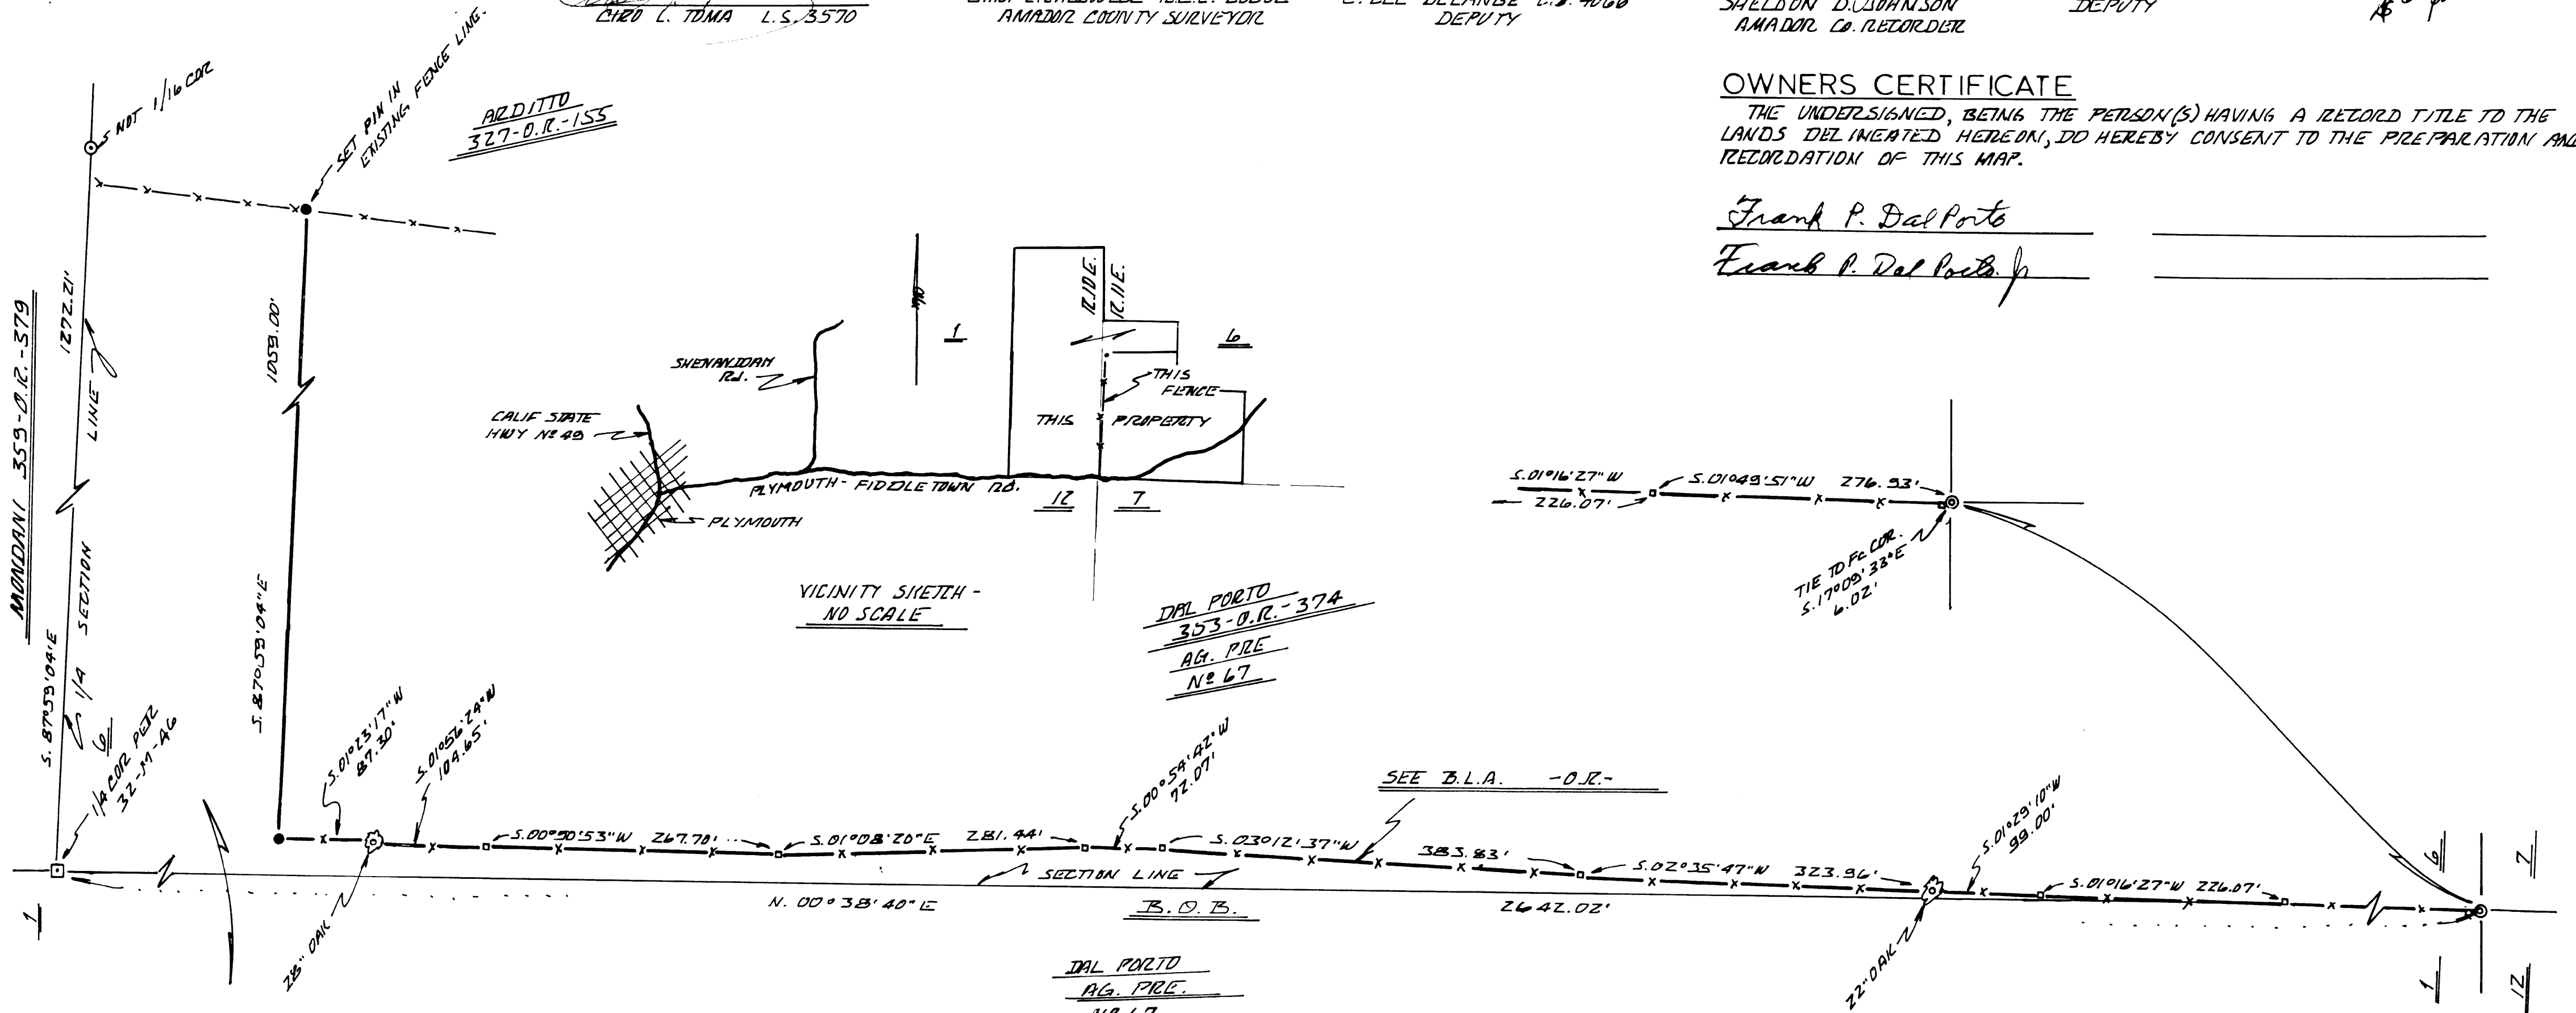 CIRO L. TOMA L.S. 3570
AMADOR COUNTY SURVEYOR
DEPUTY
SHELDON D. JOHNSON
AMADOR CO. RECORDER
DEPUTY
OWNERS CERTIFICATE
THE UNDERSIGNED, BEING THE PERSON(S) HAVING A RECORD TITLE TO THE
LANDS DELINEATED HEREON, DO HEREBY CONSENT TO THE PREPARATION AND
RECORDATION OF THIS MAP.
Frank P. Dal Porto
Frank P. Dal Porto Jr
S NOT 1/16 COR
SET PIN IN
EXISTING FENCE LINE.
ARDITTO
327-O.R.-155
MONDANI 353-O.R.-379
1272.21'
LINE
1/4 SECTION
S. 87°59'04"E
1059.00'
S. 87°59'04"E
6
1/4 COR PER
32-M-46
R.10E.
R.11E.
1
6
SHENANDOAH
Rd.
CALIF STATE
HWY Nº 49
THIS
FENCE
THIS PROPERTY
PLYMOUTH-FIDDLETOWN RD.
12
7
PLYMOUTH
VICINITY SKETCH -
NO SCALE
DAL PORTO
353-O.R.-374
AG. PRE
Nº 67
S.01°16'27"W
226.07'
S.01°49'51"W 276.93'
TIE TO Fc COR.
S.17°09'33"E
6.02'
S.01°23'17"W
87.30'
S.01°56'24"W
104.65'
S.00°54'42"W
72.07'
SEE B.L.A. -O.R.-
S.01°29'10"W
99.00'
S.00°50'53"W 267.70'
S.01°08'20"E 281.44'
S.03°12'37"W 383.83'
S.02°35'47"W 323.96'
S.01°16'27"W 226.07'
SECTION LINE
N. 00°38'40"E
B.O.B.
2642.02'
28" OAK
22" OAK
1
6
7
1
12
DAL PORTO
AG. PRE.
Nº 67